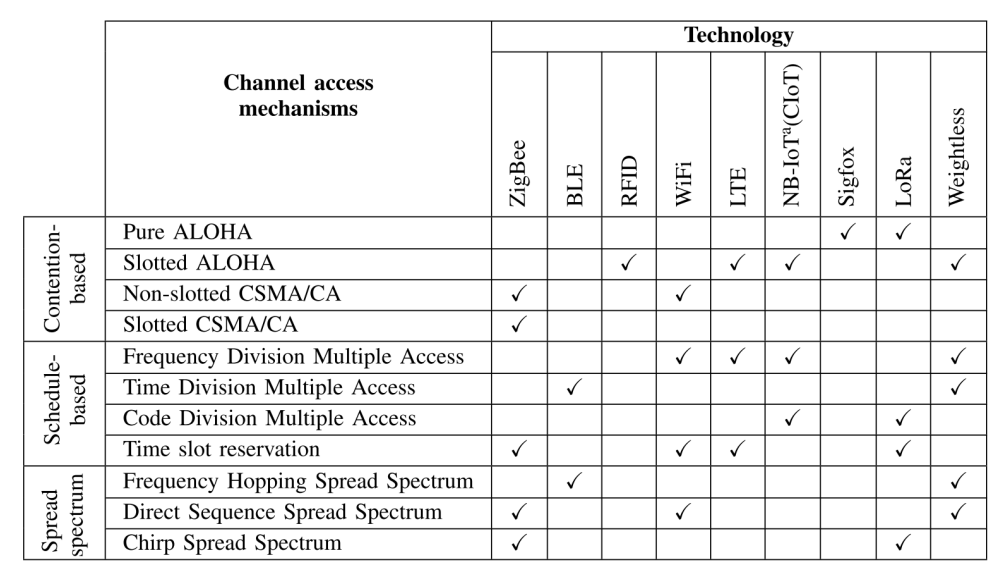 Technology
Channel access
mechanisms
ZigBee
BLE
RFID
WiFi
LTE
NB-IoTᵃ(CIoT)
Sigfox
LoRa
Weightless
Contention-
based
Pure ALOHA ✓ ✓
Slotted ALOHA ✓ ✓ ✓ ✓
Non-slotted CSMA/CA ✓ ✓
Slotted CSMA/CA ✓
Schedule-
based
Frequency Division Multiple Access ✓ ✓ ✓ ✓
Time Division Multiple Access ✓ ✓
Code Division Multiple Access ✓ ✓
Time slot reservation ✓ ✓ ✓ ✓
Spread
spectrum
Frequency Hopping Spread Spectrum ✓ ✓
Direct Sequence Spread Spectrum ✓ ✓ ✓
Chirp Spread Spectrum ✓ ✓